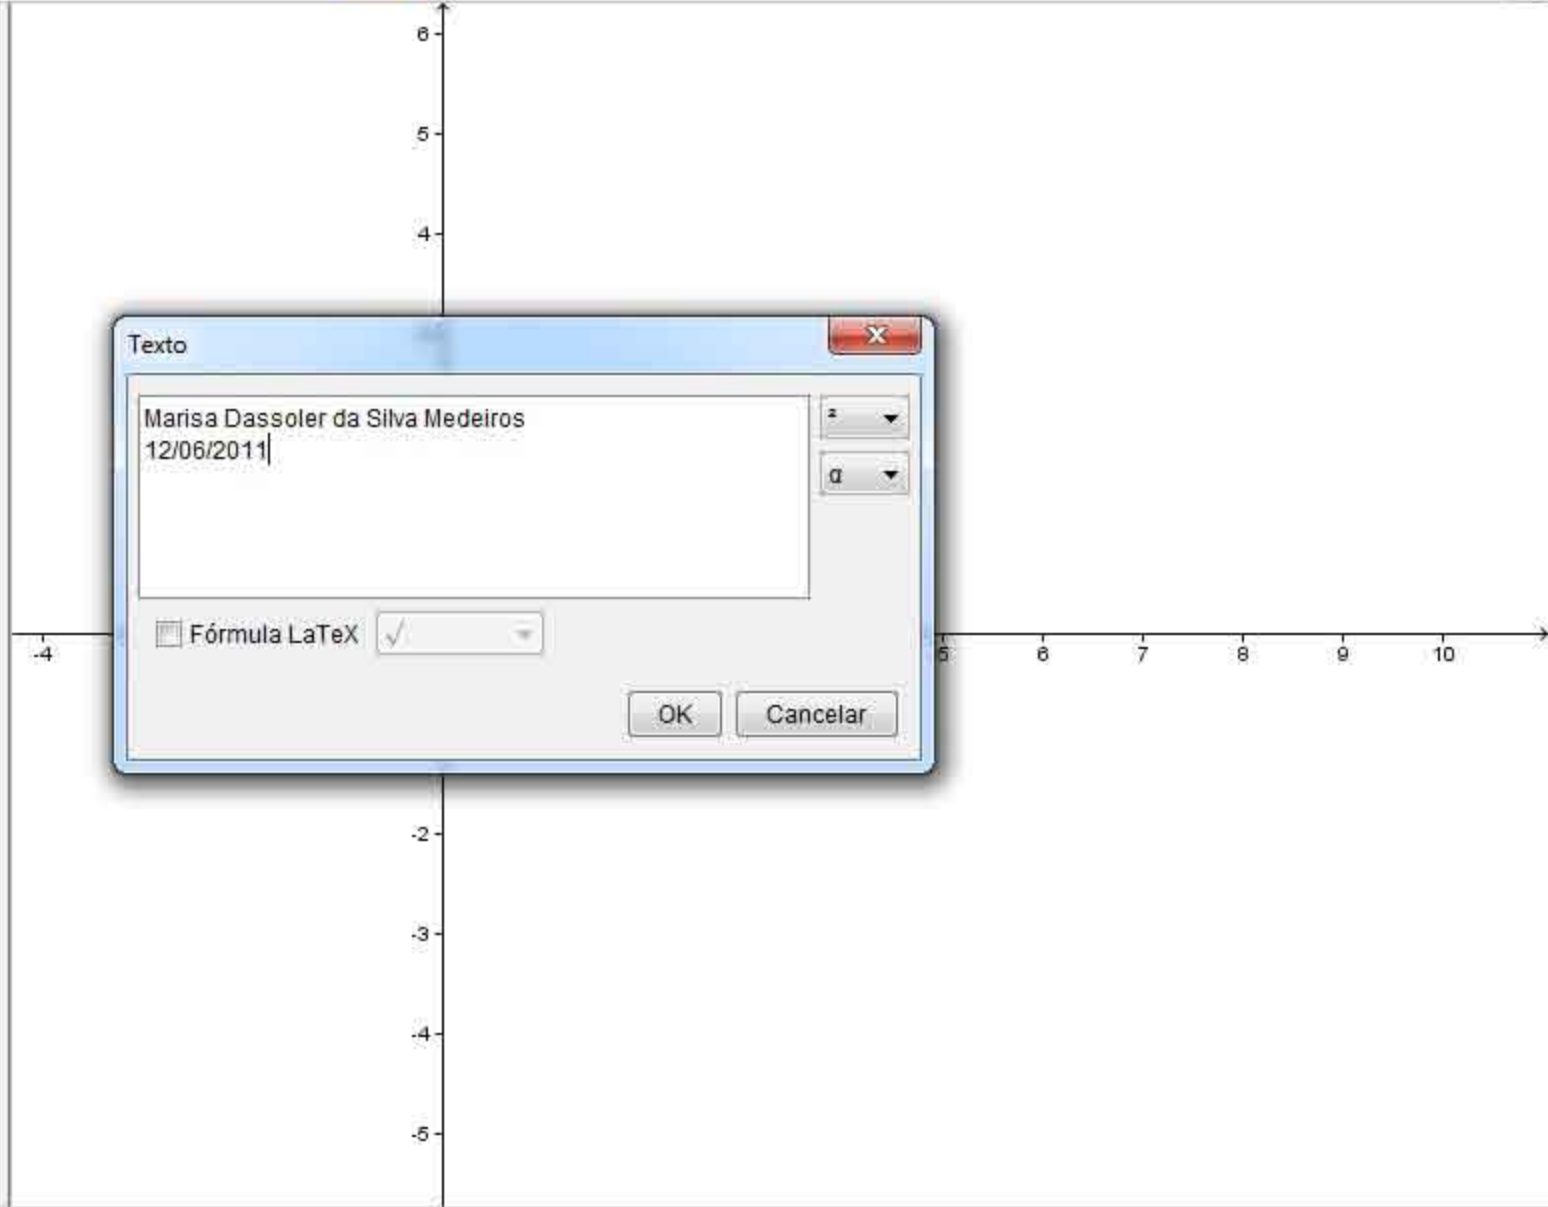 6
5
4
Texto
Marisa Dassoler da Silva Medeiros
12/06/2011
²
α
Fórmula LaTeX √
OK Cancelar
-4 5 6 7 8 9 10
-2
-3
-4
-5